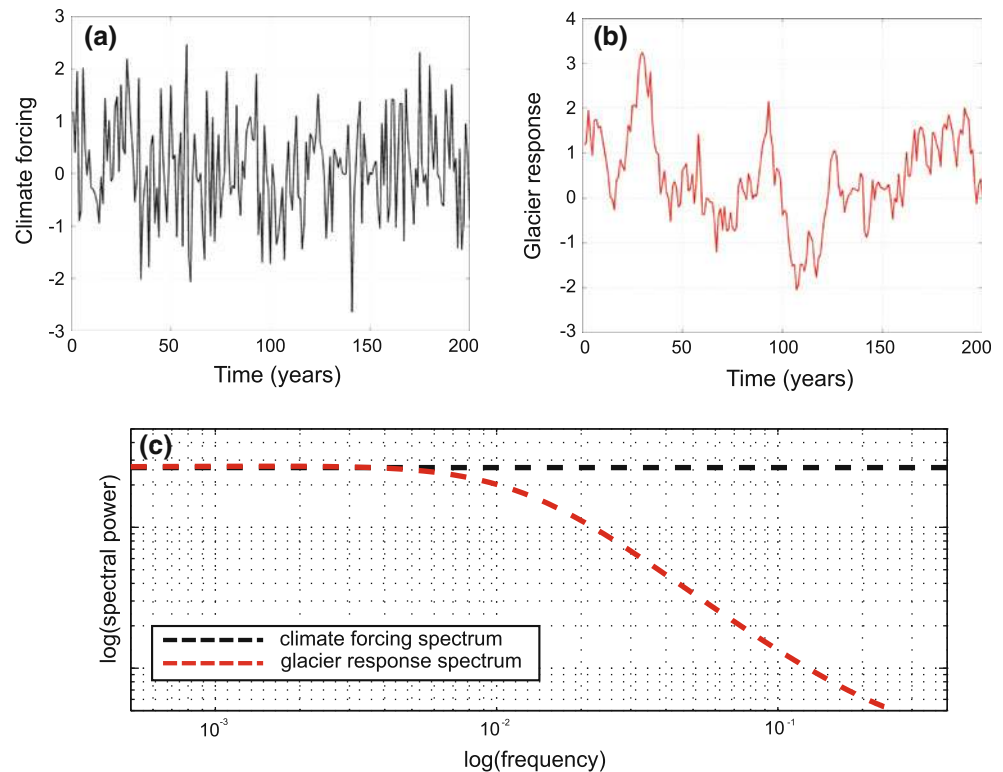 (a)
Climate forcing
3
2
1
0
-1
-2
-3
0 50 100 150 200
Time (years)
(b)
Glacier response
4
3
2
1
0
-1
-2
-3
0 50 100 150 200
Time (years)
(c)
log(spectral power)
climate forcing spectrum
glacier response spectrum
10⁻³ 10⁻² 10⁻¹
log(frequency)